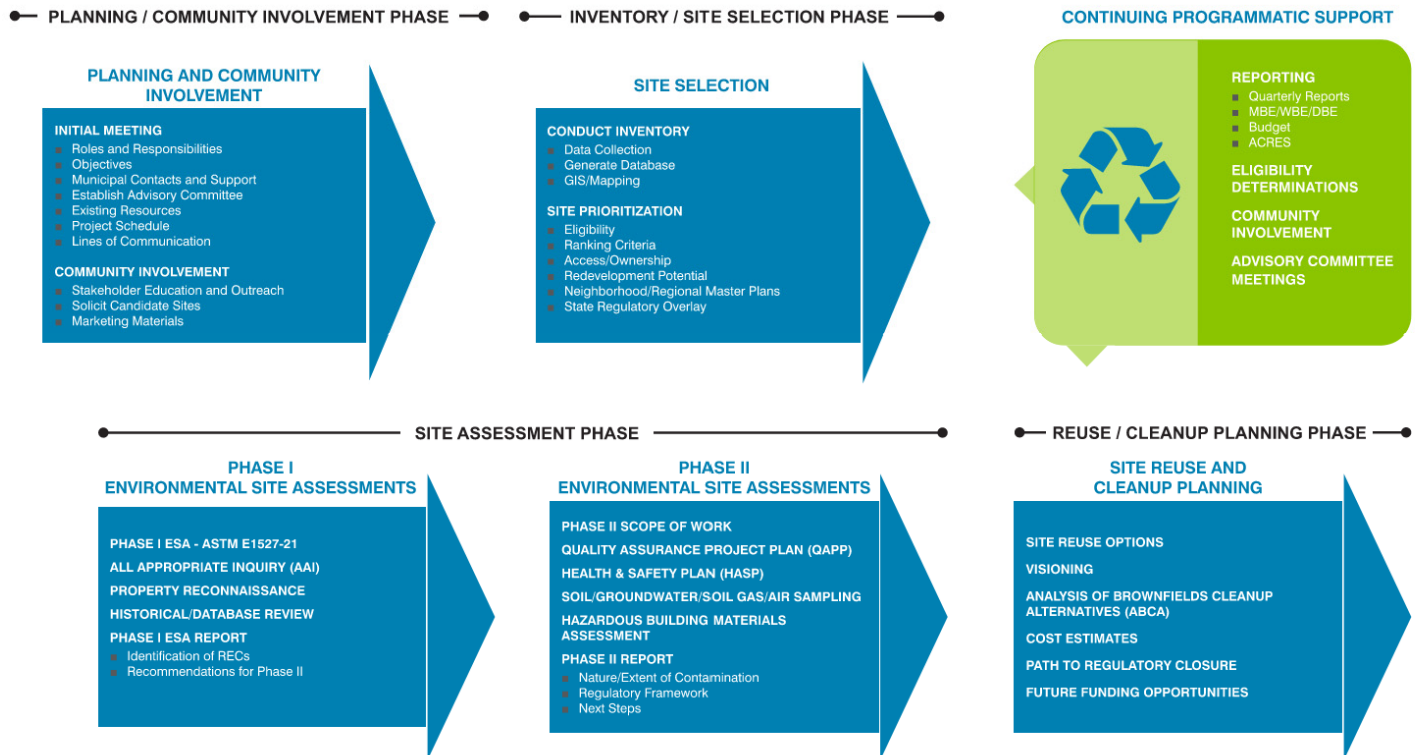 PLANNING / COMMUNITY INVOLVEMENT PHASE
PLANNING AND COMMUNITY
INVOLVEMENT
INITIAL MEETING
Roles and Responsibilities
Objectives
Municipal Contacts and Support
Establish Advisory Committee
Existing Resources
Project Schedule
Lines of Communication
COMMUNITY INVOLVEMENT
Stakeholder Education and Outreach
Solicit Candidate Sites
Marketing Materials
INVENTORY / SITE SELECTION PHASE
SITE SELECTION
CONDUCT INVENTORY
Data Collection
Generate Database
GIS/Mapping
SITE PRIORITIZATION
Eligibility
Ranking Criteria
Access/Ownership
Redevelopment Potential
Neighborhood/Regional Master Plans
State Regulatory Overlay
CONTINUING PROGRAMMATIC SUPPORT
REPORTING
Quarterly Reports
MBE/WBE/DBE
Budget
ACRES
ELIGIBILITY
DETERMINATIONS
COMMUNITY
INVOLVEMENT
ADVISORY COMMITTEE
MEETINGS
SITE ASSESSMENT PHASE
PHASE I
ENVIRONMENTAL SITE ASSESSMENTS
PHASE I ESA - ASTM E1527-21
ALL APPROPRIATE INQUIRY (AAI)
PROPERTY RECONNAISSANCE
HISTORICAL/DATABASE REVIEW
PHASE I ESA REPORT
Identification of RECs
Recommendations for Phase II
PHASE II
ENVIRONMENTAL SITE ASSESSMENTS
PHASE II SCOPE OF WORK
QUALITY ASSURANCE PROJECT PLAN (QAPP)
HEALTH & SAFETY PLAN (HASP)
SOIL/GROUNDWATER/SOIL GAS/AIR SAMPLING
HAZARDOUS BUILDING MATERIALS
ASSESSMENT
PHASE II REPORT
Nature/Extent of Contamination
Regulatory Framework
Next Steps
REUSE / CLEANUP PLANNING PHASE
SITE REUSE AND
CLEANUP PLANNING
SITE REUSE OPTIONS
VISIONING
ANALYSIS OF BROWNFIELDS CLEANUP
ALTERNATIVES (ABCA)
COST ESTIMATES
PATH TO REGULATORY CLOSURE
FUTURE FUNDING OPPORTUNITIES